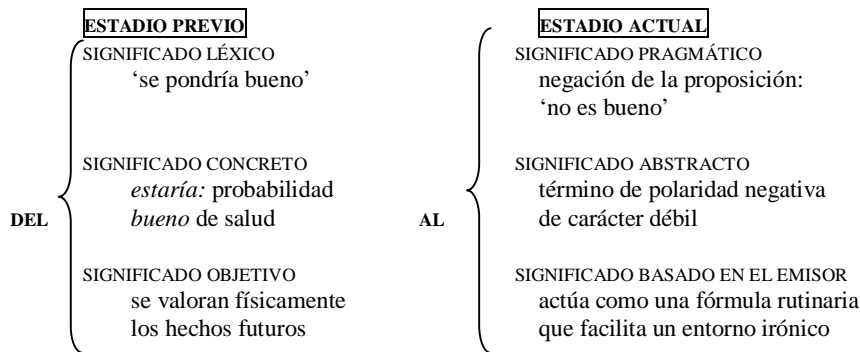 ESTADIO PREVIO
SIGNIFICADO LÉXICO
‘se pondría bueno’
SIGNIFICADO CONCRETO
estaría: probabilidad
bueno de salud
DEL
SIGNIFICADO OBJETIVO
se valoran físicamente
los hechos futuros
ESTADIO ACTUAL
SIGNIFICADO PRAGMÁTICO
negación de la proposición:
‘no es bueno’
SIGNIFICADO ABSTRACTO
término de polaridad negativa
AL
de carácter débil
SIGNIFICADO BASADO EN EL EMISOR
actúa como una fórmula rutinaria
que facilita un entorno irónico